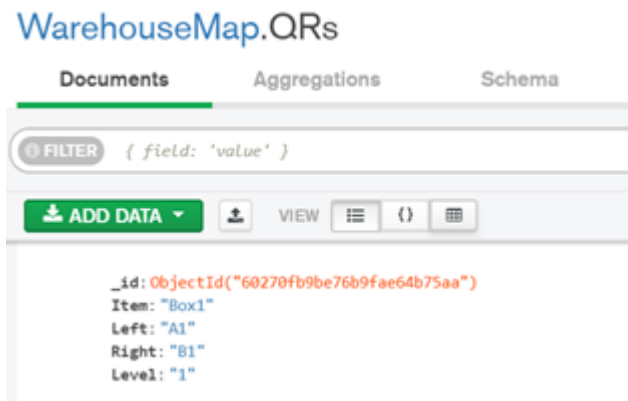 WarehouseMap.QRs
Documents Aggregations Schema
FILTER { field: 'value' }
ADD DATA VIEW {}
_id: ObjectId("60270fb9be76b9fae64b75aa")
Item: "Box1"
Left: "A1"
Right: "B1"
Level: "1"